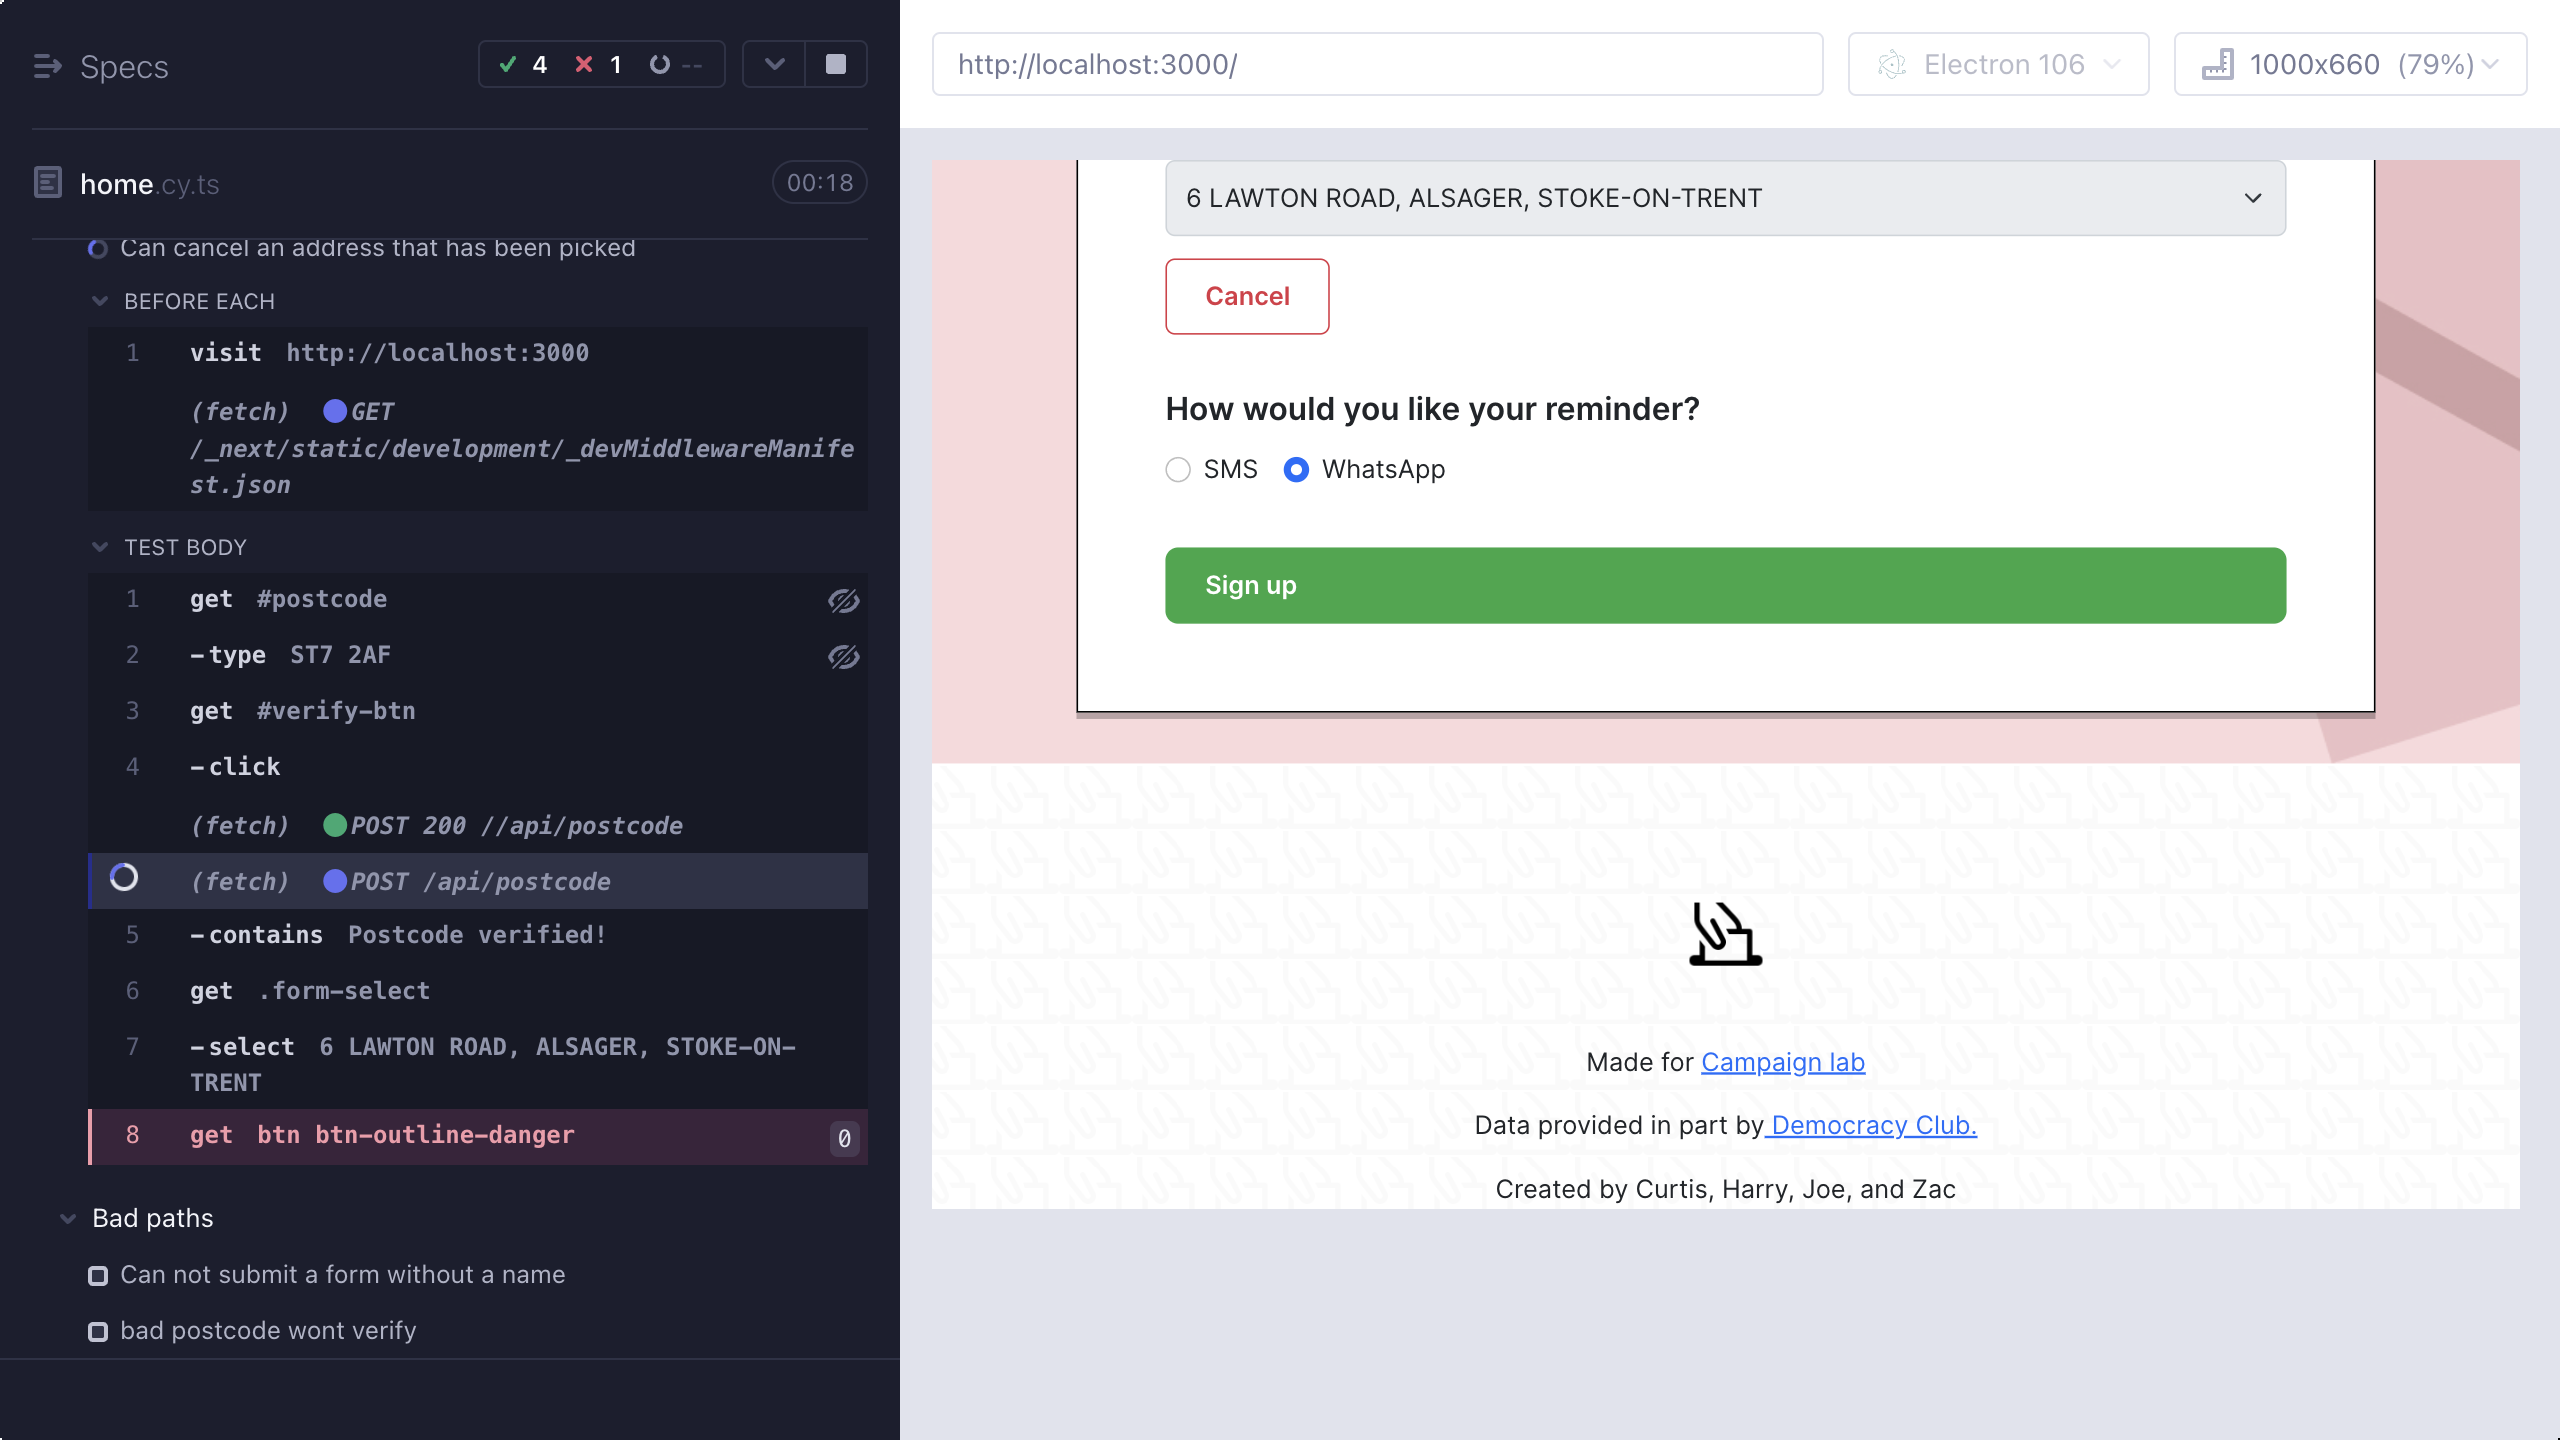 Specs
4 1 --
home.cy.ts
00:18
Can cancel an address that has been picked
BEFORE EACH
1 visit http://localhost:3000
(fetch) GET
/_next/static/development/_devMiddlewareManife
st.json
TEST BODY
1 get #postcode
2 -type ST7 2AF
3 get #verify-btn
4 -click
(fetch) POST 200 //api/postcode
(fetch) POST /api/postcode
5 -contains Postcode verified!
6 get .form-select
7 -select 6 LAWTON ROAD, ALSAGER, STOKE-ON-
TRENT
8 get btn btn-outline-danger 0
Bad paths
Can not submit a form without a name
bad postcode wont verify
http://localhost:3000/
Electron 106
1000x660 (79%)
6 LAWTON ROAD, ALSAGER, STOKE-ON-TRENT
Cancel
How would you like your reminder?
SMS WhatsApp
Sign up
Made for Campaign lab
Data provided in part by Democracy Club.
Created by Curtis, Harry, Joe, and Zac